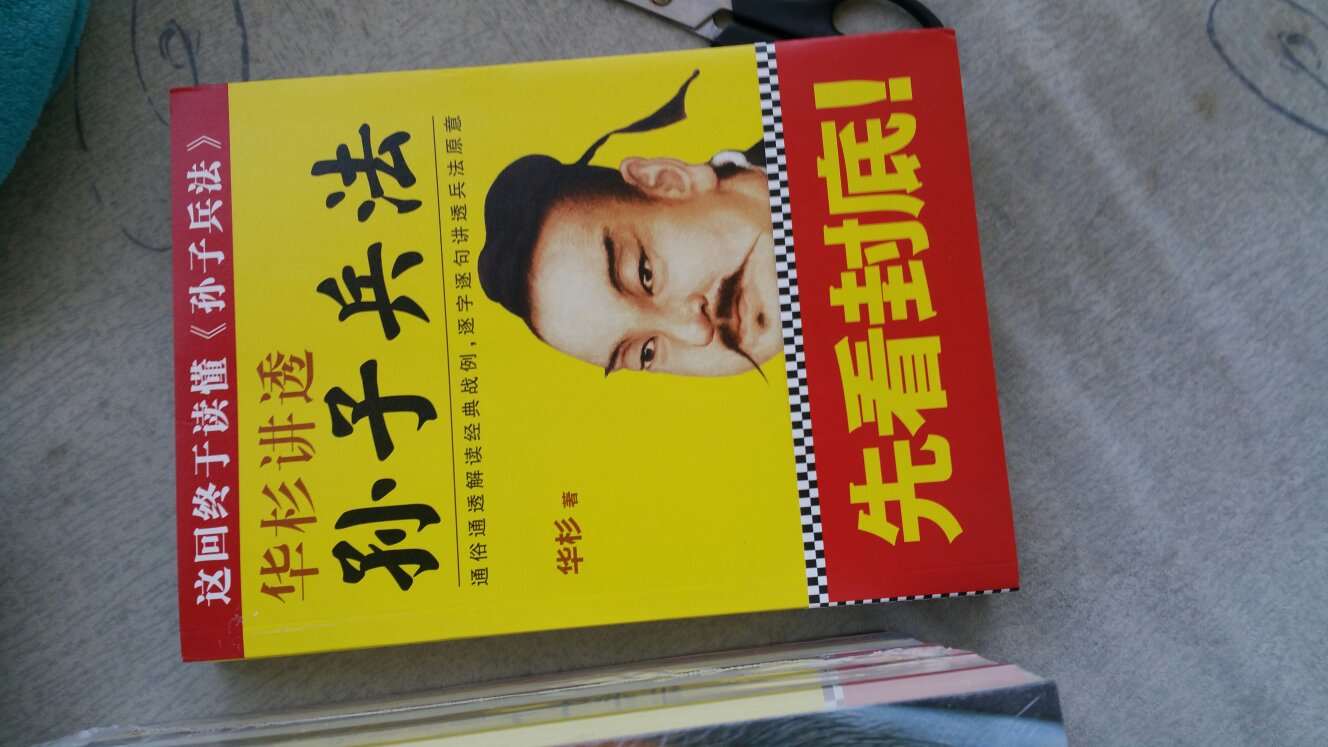 这回终于读懂《孙子兵法》
华杉讲透
孙子兵法
通俗通透解读经典战例，逐字逐句讲透兵法原意
华杉 著
先看封底！